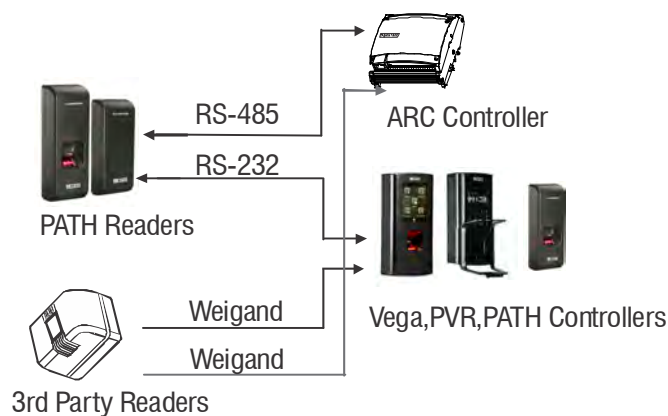 RS-485
ARC Controller
RS-232
PATH Readers
Weigand
Vega,PVR,PATH Controllers
Weigand
3rd Party Readers